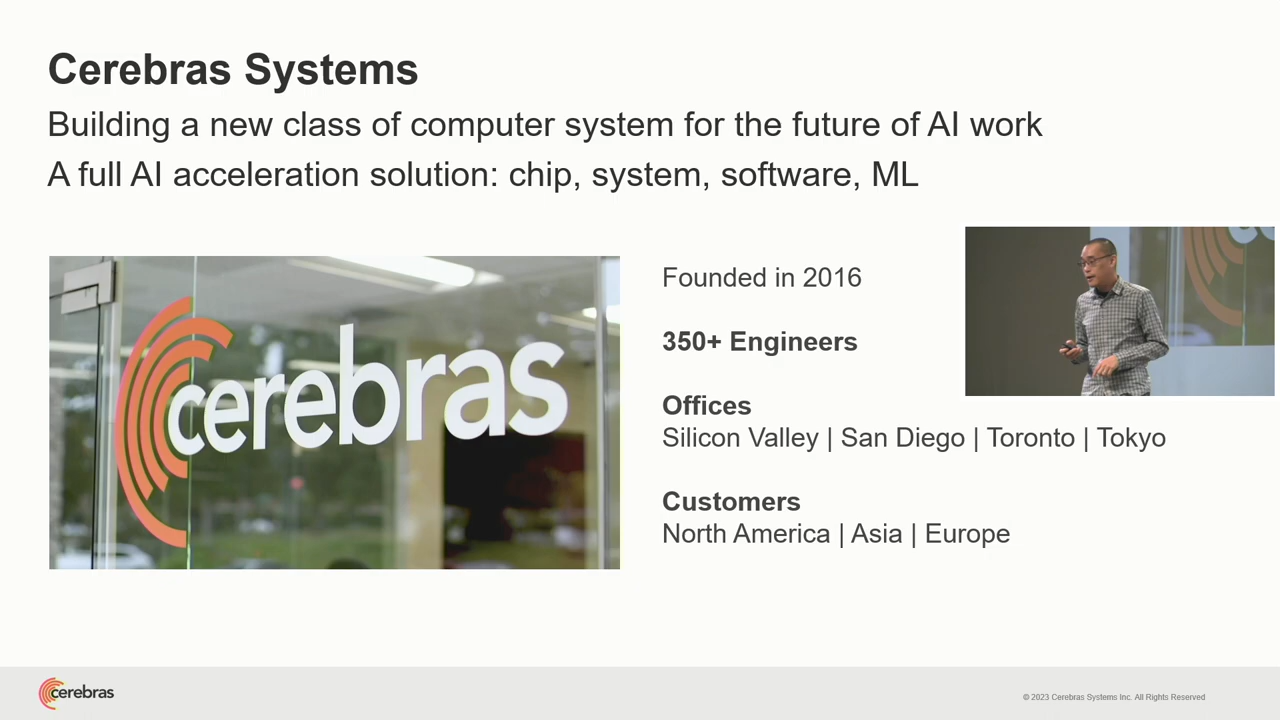 Cerebras Systems
Building a new class of computer system for the future of AI work
A full AI acceleration solution: chip, system, software, ML
cerebras
Founded in 2016
350+ Engineers
Offices
Silicon Valley | San Diego | Toronto | Tokyo
Customers
North America | Asia | Europe
cerebras
© 2023 Cerebras Systems Inc. All Rights Reserved